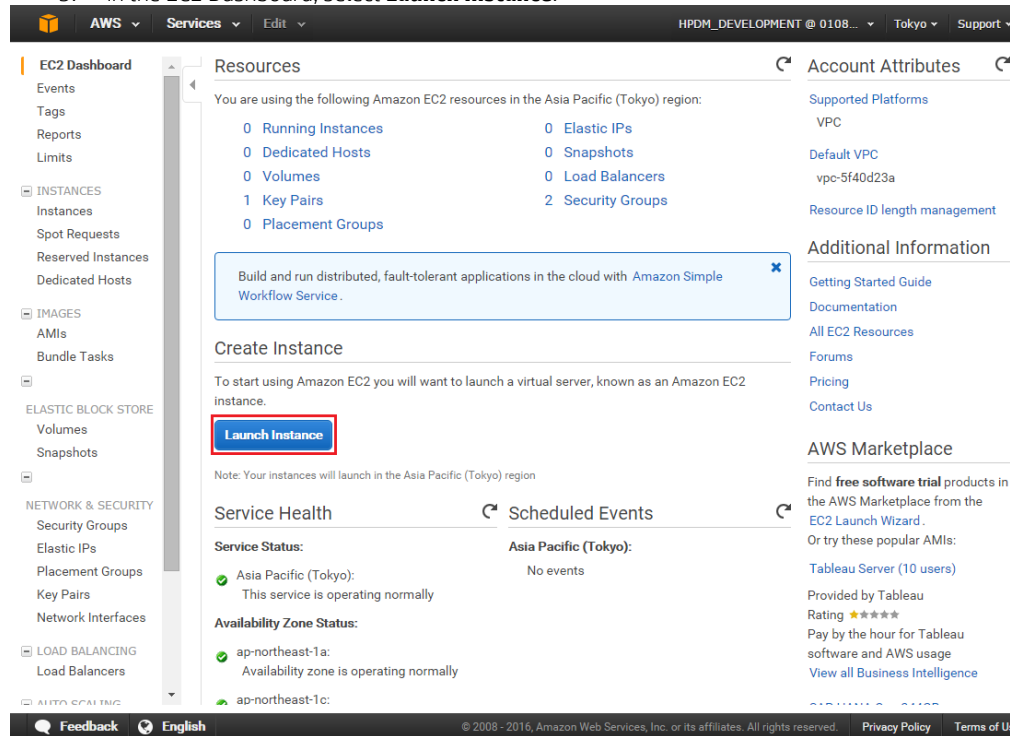 In the EC2 Dashboard, select Launch Instance.
AWS Services Edit HPDM_DEVELOPMENT @ 0108... Tokyo Support
EC2 Dashboard
Events
Tags
Reports
Limits
INSTANCES
Instances
Spot Requests
Reserved Instances
Dedicated Hosts
IMAGES
AMIs
Bundle Tasks
ELASTIC BLOCK STORE
Volumes
Snapshots
NETWORK & SECURITY
Security Groups
Elastic IPs
Placement Groups
Key Pairs
Network Interfaces
LOAD BALANCING
Load Balancers
AUTO SCALING
Resources
You are using the following Amazon EC2 resources in the Asia Pacific (Tokyo) region:
0 Running Instances
0 Elastic IPs
0 Dedicated Hosts
0 Snapshots
0 Volumes
0 Load Balancers
1 Key Pairs
2 Security Groups
0 Placement Groups
Build and run distributed, fault-tolerant applications in the cloud with Amazon Simple
Workflow Service.
Create Instance
To start using Amazon EC2 you will want to launch a virtual server, known as an Amazon EC2
instance.
Launch Instance
Note: Your instances will launch in the Asia Pacific (Tokyo) region
Service Health
Service Status:
Asia Pacific (Tokyo):
This service is operating normally
Availability Zone Status:
ap-northeast-1a:
Availability zone is operating normally
ap-northeast-1c:
Scheduled Events
Asia Pacific (Tokyo):
No events
Account Attributes
Supported Platforms
VPC
Default VPC
vpc-5f40d23a
Resource ID length management
Additional Information
Getting Started Guide
Documentation
All EC2 Resources
Forums
Pricing
Contact Us
AWS Marketplace
Find free software trial products in
the AWS Marketplace from the
EC2 Launch Wizard.
Or try these popular AMIs:
Tableau Server (10 users)
Provided by Tableau
Rating
Pay by the hour for Tableau
software and AWS usage
View all Business Intelligence
Feedback English © 2008 - 2016, Amazon Web Services, Inc. or its affiliates. All rights reserved. Privacy Policy Terms of